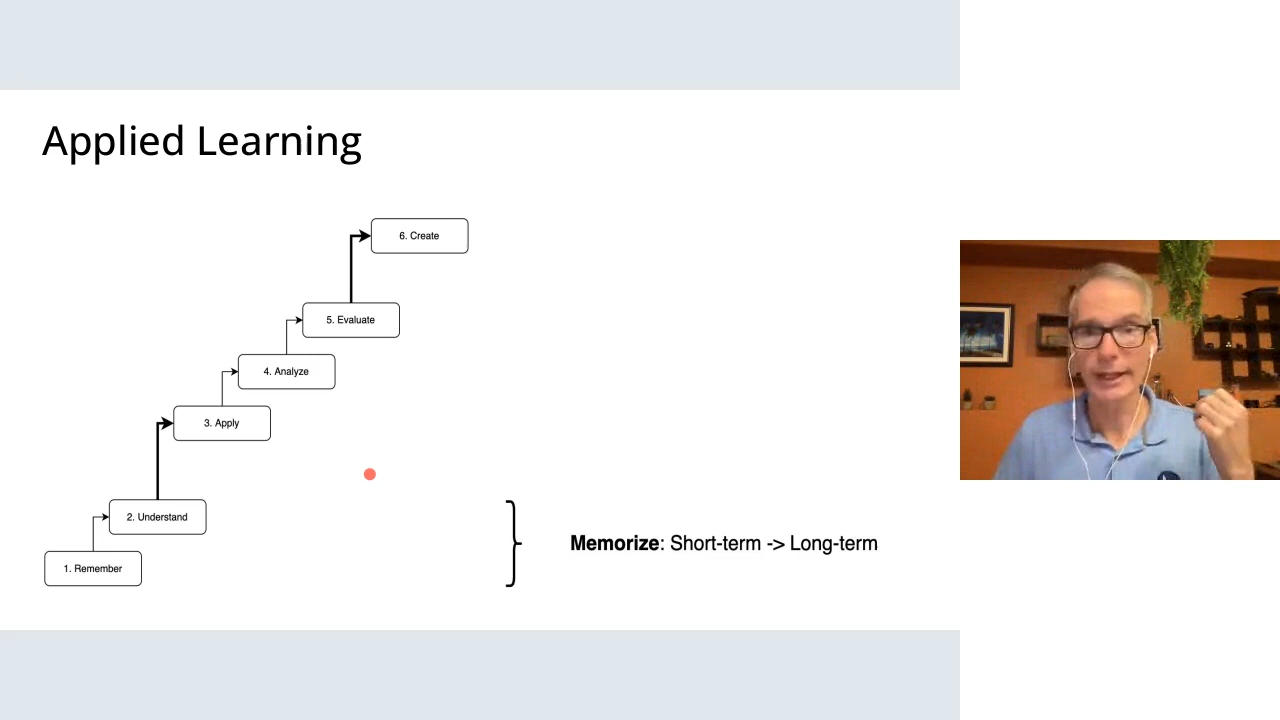 Applied Learning
6. Create
5. Evaluate
4. Analyze
3. Apply
2. Understand
1. Remember
Memorize: Short-term -> Long-term